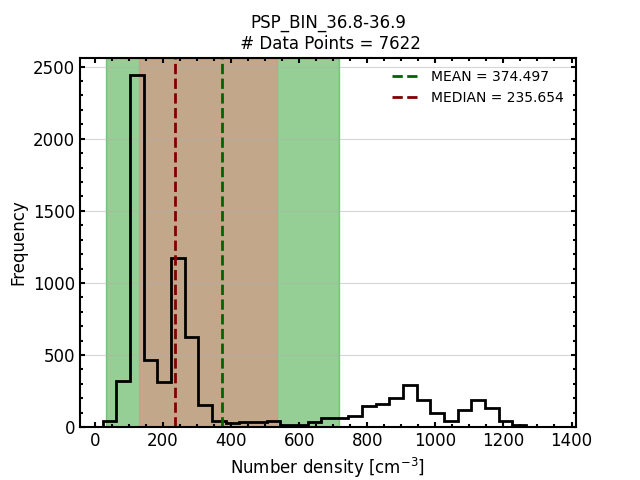 PSP_BIN_36.8-36.9
# Data Points = 7622
MEAN = 374.497
MEDIAN = 235.654
Frequency
2500
2000
1500
1000
500
0
0 200 400 600 800 1000 1200 1400
Number density [cm⁻³]